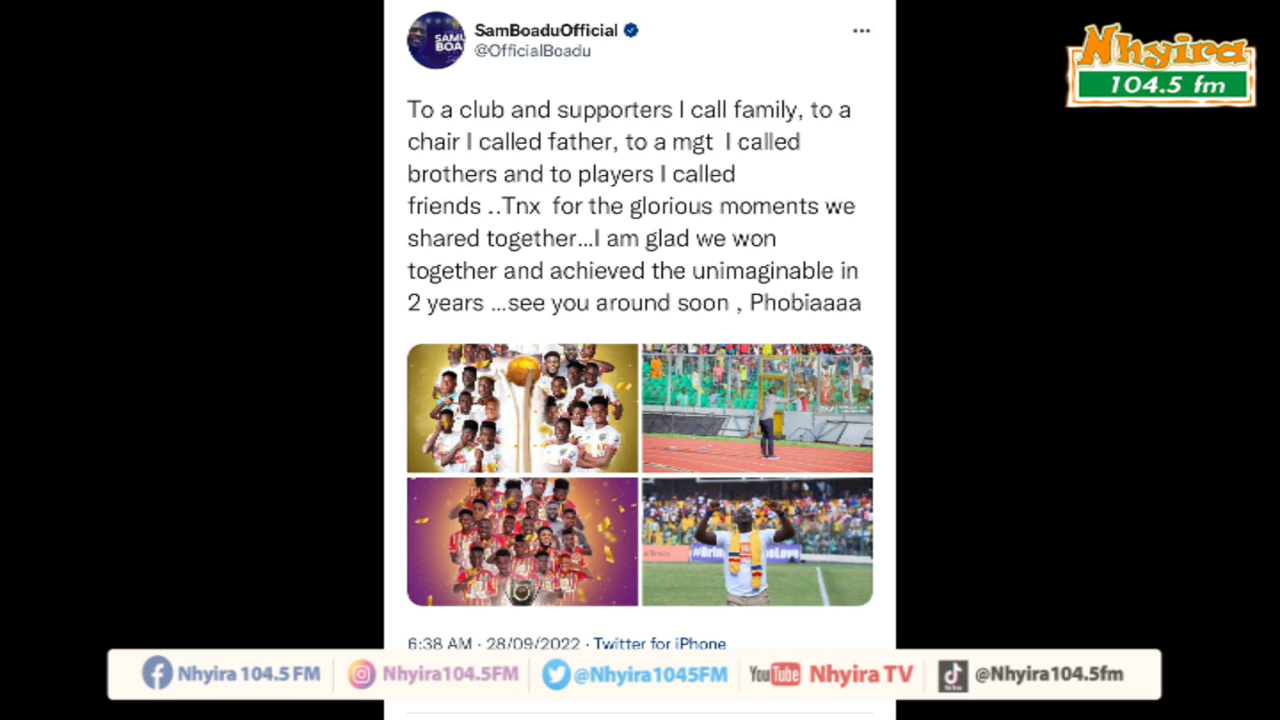 SamBoaduOfficial
@OfficialBoadu
Nhyira
104.5 fm
To a club and supporters I call family, to a
chair I called father, to a mgt I called
brothers and to players I called
friends ..Tnx for the glorious moments we
shared together...I am glad we won
together and achieved the unimaginable in
2 years ...see you around soon , Phobiaaaa
6:38 AM · 28/09/2022 · Twitter for iPhone
Nhyira 104.5 FM
Nhyira104.5FM
@Nhyira1045FM
YouTube Nhyira TV
@Nhyira104.5fm